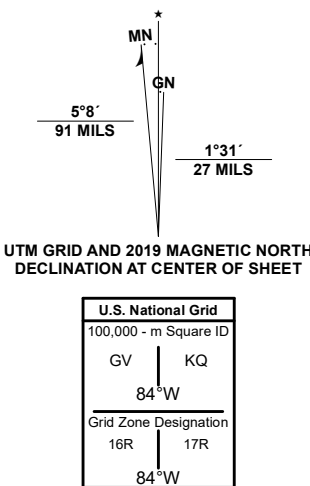 MN
GN
5°8´
91 MILS
1°31´
27 MILS
UTM GRID AND 2019 MAGNETIC NORTH
DECLINATION AT CENTER OF SHEET
U.S. National Grid
100,000 - m Square ID
GV KQ
84°W
Grid Zone Designation
16R 17R
84°W